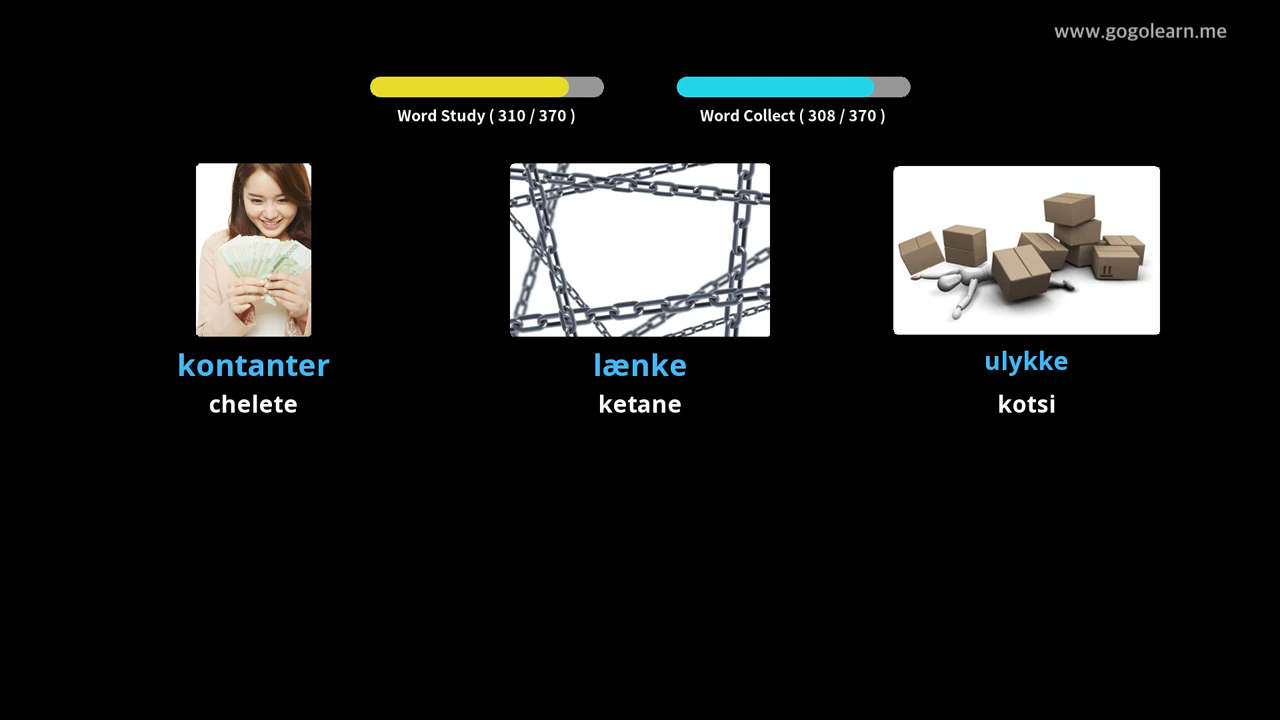 www.gogolearn.me
Word Study ( 310 / 370 )
Word Collect ( 308 / 370 )
kontanter
chelete
lænke
ketane
ulykke
kotsi